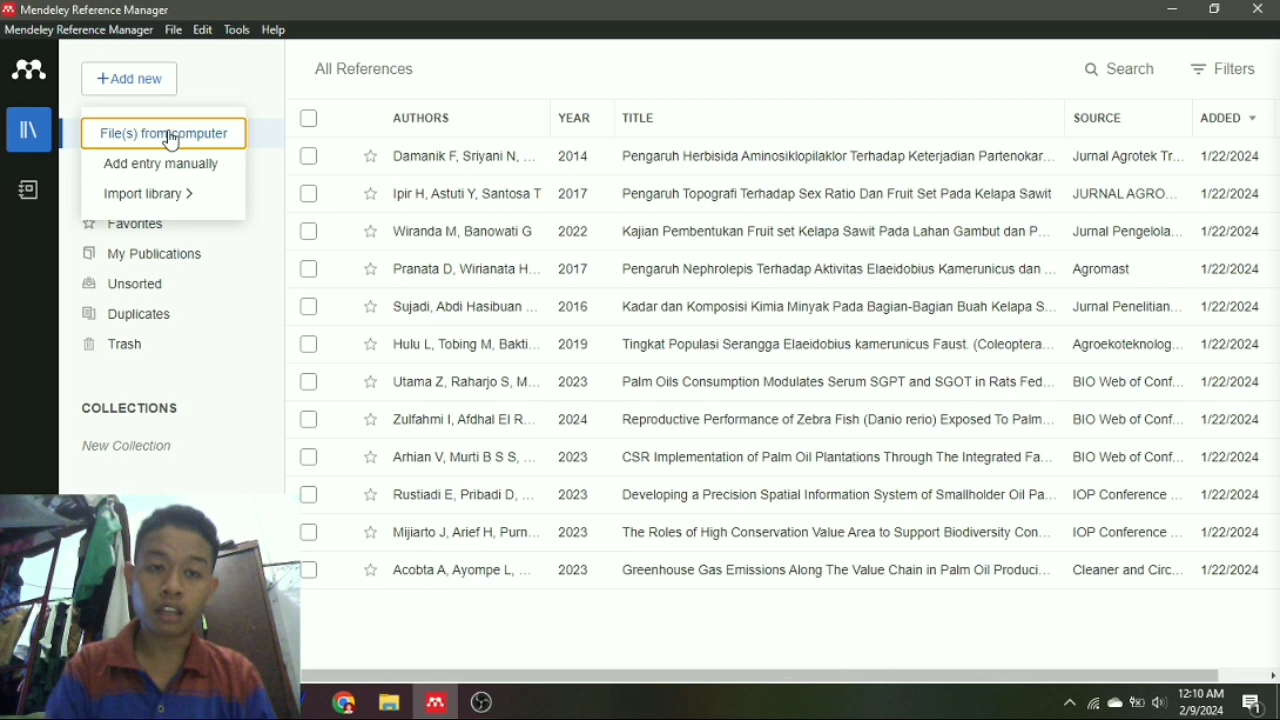 Mendeley Reference Manager
Mendeley Reference Manager File Edit Tools Help
+Add new
File(s) from computer
Add entry manually
Import library >
Favorites
My Publications
Unsorted
Duplicates
Trash
COLLECTIONS
New Collection
All References Search Filters
AUTHORS YEAR TITLE SOURCE ADDED
Damanik F, Sriyani N, ... 2014 Pengaruh Herbisida Aminosiklopilaklor Terhadap Keterjadian Partenokar... Jurnal Agrotek Tr... 1/22/2024
Ipir H, Astuti Y, Santosa T 2017 Pengaruh Topografi Terhadap Sex Ratio Dan Fruit Set Pada Kelapa Sawit JURNAL AGRO... 1/22/2024
Wiranda M, Banowati G 2022 Kajian Pembentukan Fruit set Kelapa Sawit Pada Lahan Gambut dan P... Jurnal Pengelola... 1/22/2024
Pranata D, Wirianata H... 2017 Pengaruh Nephrolepis Terhadap Aktivitas Elaeidobius Kamerunicus dan ... Agromast 1/22/2024
Sujadi, Abdi Hasibuan ... 2016 Kadar dan Komposisi Kimia Minyak Pada Bagian-Bagian Buah Kelapa S... Jurnal Penelitian... 1/22/2024
Hulu L, Tobing M, Bakti... 2019 Tingkat Populasi Serangga Elaeidobius kamerunicus Faust. (Coleoptera... Agroekoteknolog... 1/22/2024
Utama Z, Raharjo S, M... 2023 Palm Oils Consumption Modulates Serum SGPT and SGOT in Rats Fed... BIO Web of Conf... 1/22/2024
Zulfahmi I, Afdhal El R... 2024 Reproductive Performance of Zebra Fish (Danio rerio) Exposed To Palm... BIO Web of Conf... 1/22/2024
Arhian V, Murti B S S, ... 2023 CSR Implementation of Palm Oil Plantations Through The Integrated Fa... BIO Web of Conf... 1/22/2024
Rustiadi E, Pribadi D, ... 2023 Developing a Precision Spatial Information System of Smallholder Oil Pa... IOP Conference ... 1/22/2024
Mijiarto J, Arief H, Purn... 2023 The Roles of High Conservation Value Area to Support Biodiversity Con... IOP Conference ... 1/22/2024
Acobta A, Ayompe L, ... 2023 Greenhouse Gas Emissions Along The Value Chain in Palm Oil Produci... Cleaner and Circ... 1/22/2024
12:10 AM
2/9/2024
1